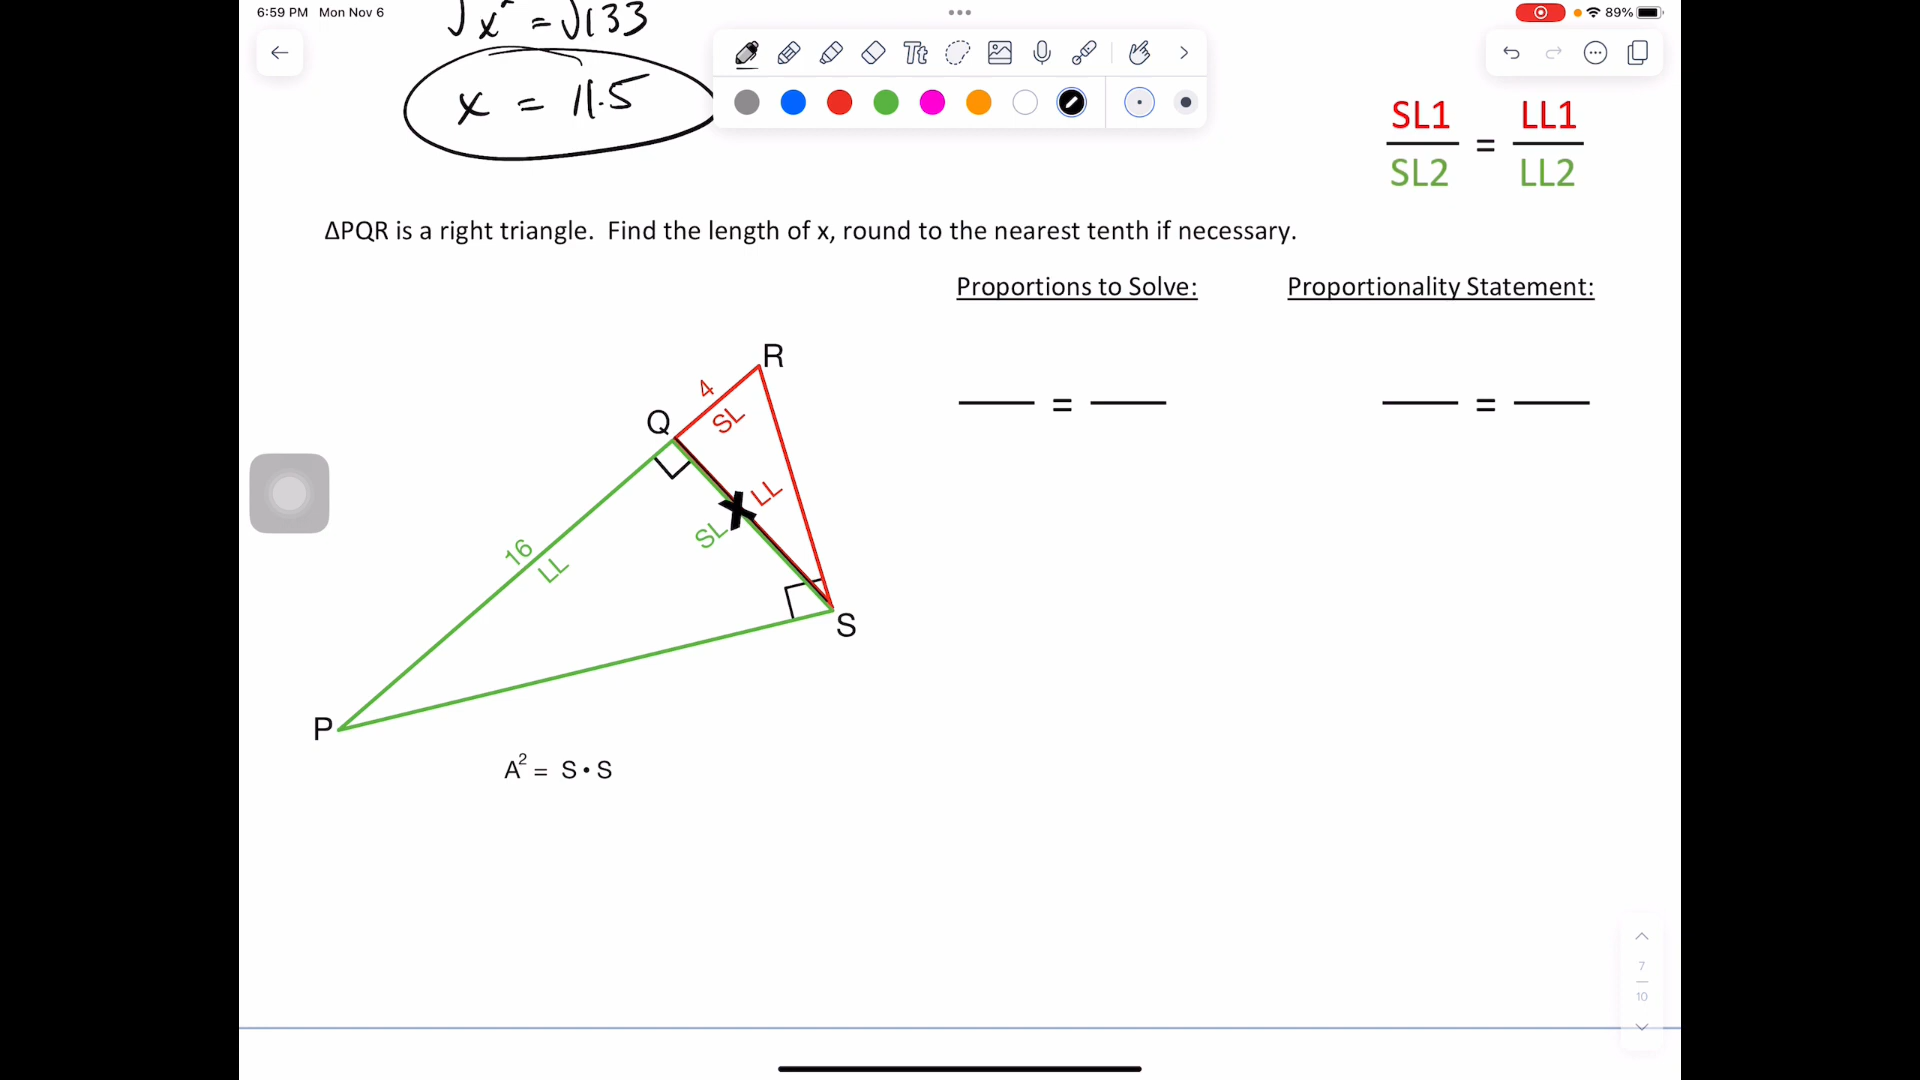 6:59 PM Mon Nov 6
89%
√x² = √133
x = 11.5
Tt
SL1 = LL1
SL2 LL2
ΔPQR is a right triangle. Find the length of x, round to the nearest tenth if necessary.
Proportions to Solve: Proportionality Statement:
= =
R
4
SL
Q
LL
X
SL
16
LL
S
P
A² = S • S
7
10